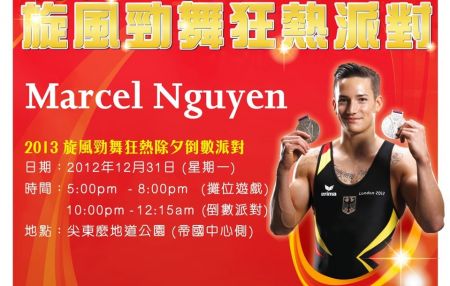 旋風勁舞狂熱派對
Marcel Nguyen
2013 旋風勁舞狂熱除夕倒數派對
日期：2012年12月31日 (星期一)
時間：5:00pm - 8:00pm (攤位遊戲)
10:00pm - 12:15am (倒數派對)
地點：尖東麼地道公園 (帝國中心側)
erima
London 2012